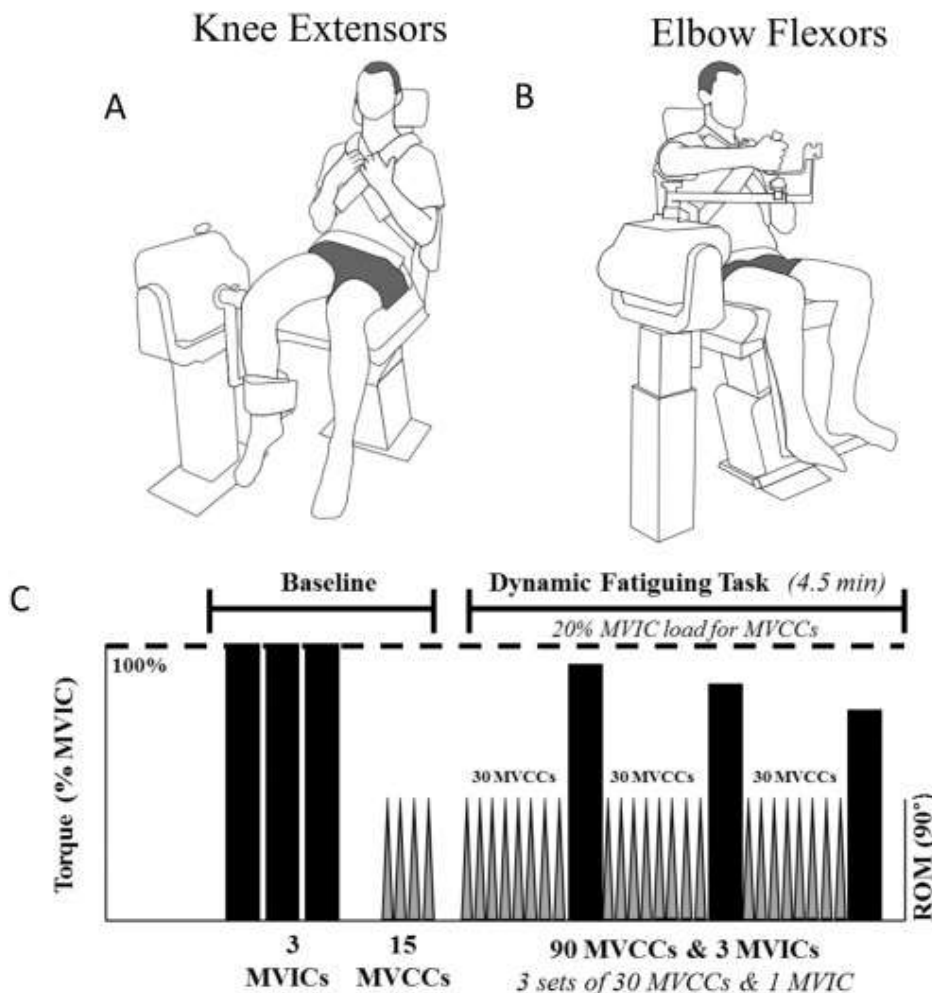 Knee Extensors
Elbow Flexors
A
B
C
Baseline
Dynamic Fatiguing Task (4.5 min)
20% MVIC load for MVCCs
100%
Torque (% MVIC)
30 MVCCs
30 MVCCs
30 MVCCs
ROM (90°)
3
MVICs
15
MVCCs
90 MVCCs & 3 MVICs
3 sets of 30 MVCCs & 1 MVIC